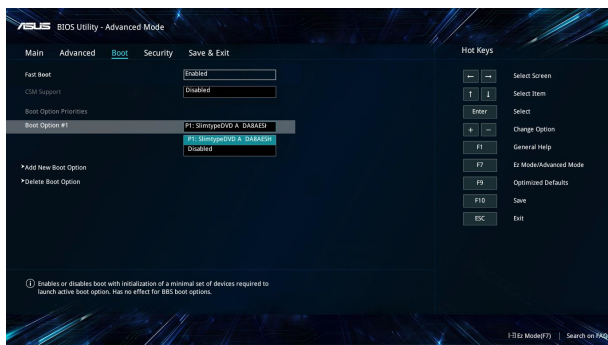 ASUS BIOS Utility - Advanced Mode
Main Advanced Boot Security Save & Exit
Hot Keys
Fast Boot Enabled
CSM Support Disabled
Boot Option Priorities
Boot Option #1 P1: SlimtypeDVD A DA8AESH
P1: SlimtypeDVD A DA8AESH
Disabled
Add New Boot Option
Delete Boot Option
← → Select Screen
↑ ↓ Select Item
Enter Select
+ − Change Option
F1 General Help
F7 Ez Mode/Advanced Mode
F9 Optimized Defaults
F10 Save
ESC Exit
Enables or disables boot with initialization of a minimal set of devices required to
launch active boot option. Has no effect for BBS boot options.
Ez Mode(F7) | Search on FAQ